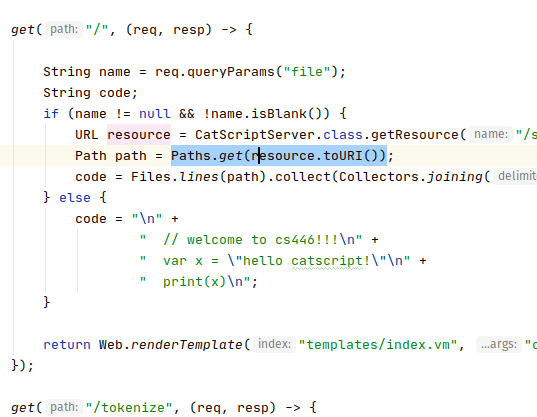 get( path: "/", (req, resp) -> {
String name = req.queryParams("file");
String code;
if (name != null && !name.isBlank()) {
URL resource = CatScriptServer.class.getResource( name: "/s
Path path = Paths.get(resource.toURI());
code = Files.lines(path).collect(Collectors.joining( delimit
} else {
code = "\n" +
"  // welcome to cs446!!!\n" +
"  var x = \"hello catscript!\"\n" +
"  print(x)\n";
}
return Web.renderTemplate( index: "templates/index.vm", ...args: "c
});
get( path: "/tokenize", (req, resp) -> {